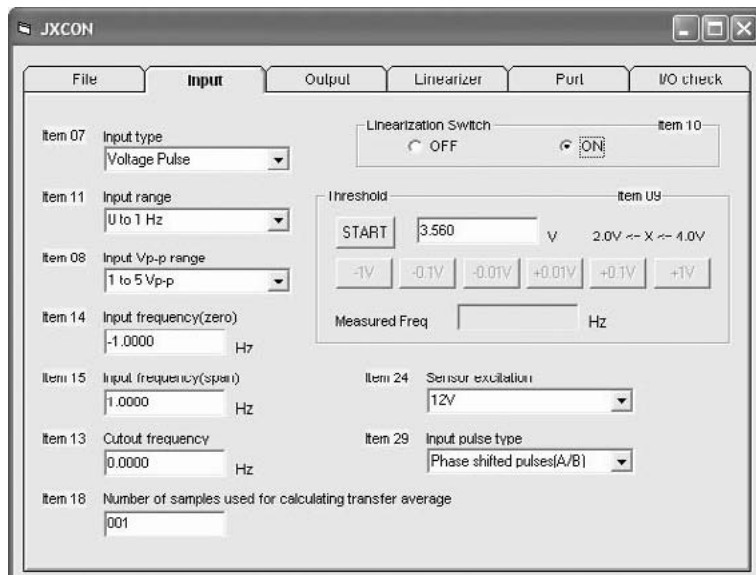 JXCON
File
Input
Output
Linearizer
Port
I/O check
Item 07
Input type
Voltage Pulse
Linearization Switch
Item 10
OFF
ON
Item 11
Input range
0 to 1 Hz
Threshold
Item 09
START
3.560
V
2.0V <- X <- 4.0V
-1V
-0.1V
-0.01V
+0.01V
+0.1V
+1V
Measured Freq
Hz
Item 08
Input Vp-p range
1 to 5 Vp-p
Item 14
Input frequency(zero)
-1.0000
Hz
Item 15
Input frequency(span)
1.0000
Hz
Item 24
Sensor excitation
12V
Item 13
Cutout frequency
0.0000
Hz
Item 29
Input pulse type
Phase shifted pulses(A/B)
Item 18
Number of samples used for calculating transfer average
001